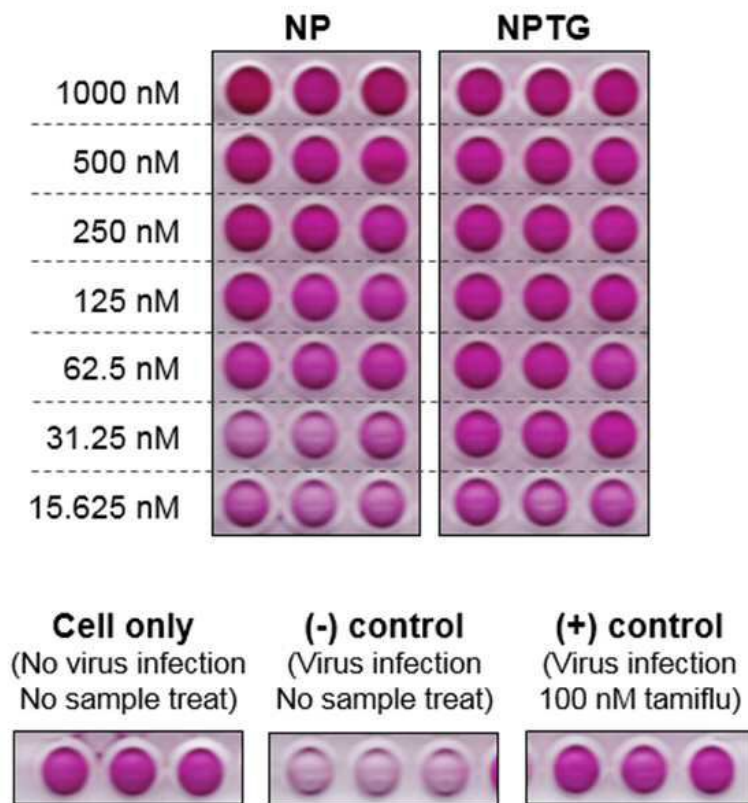 NP NPTG
1000 nM
500 nM
250 nM
125 nM
62.5 nM
31.25 nM
15.625 nM
Cell only (-) control (+) control
(No virus infection (Virus infection (Virus infection
No sample treat) No sample treat) 100 nM tamiflu)